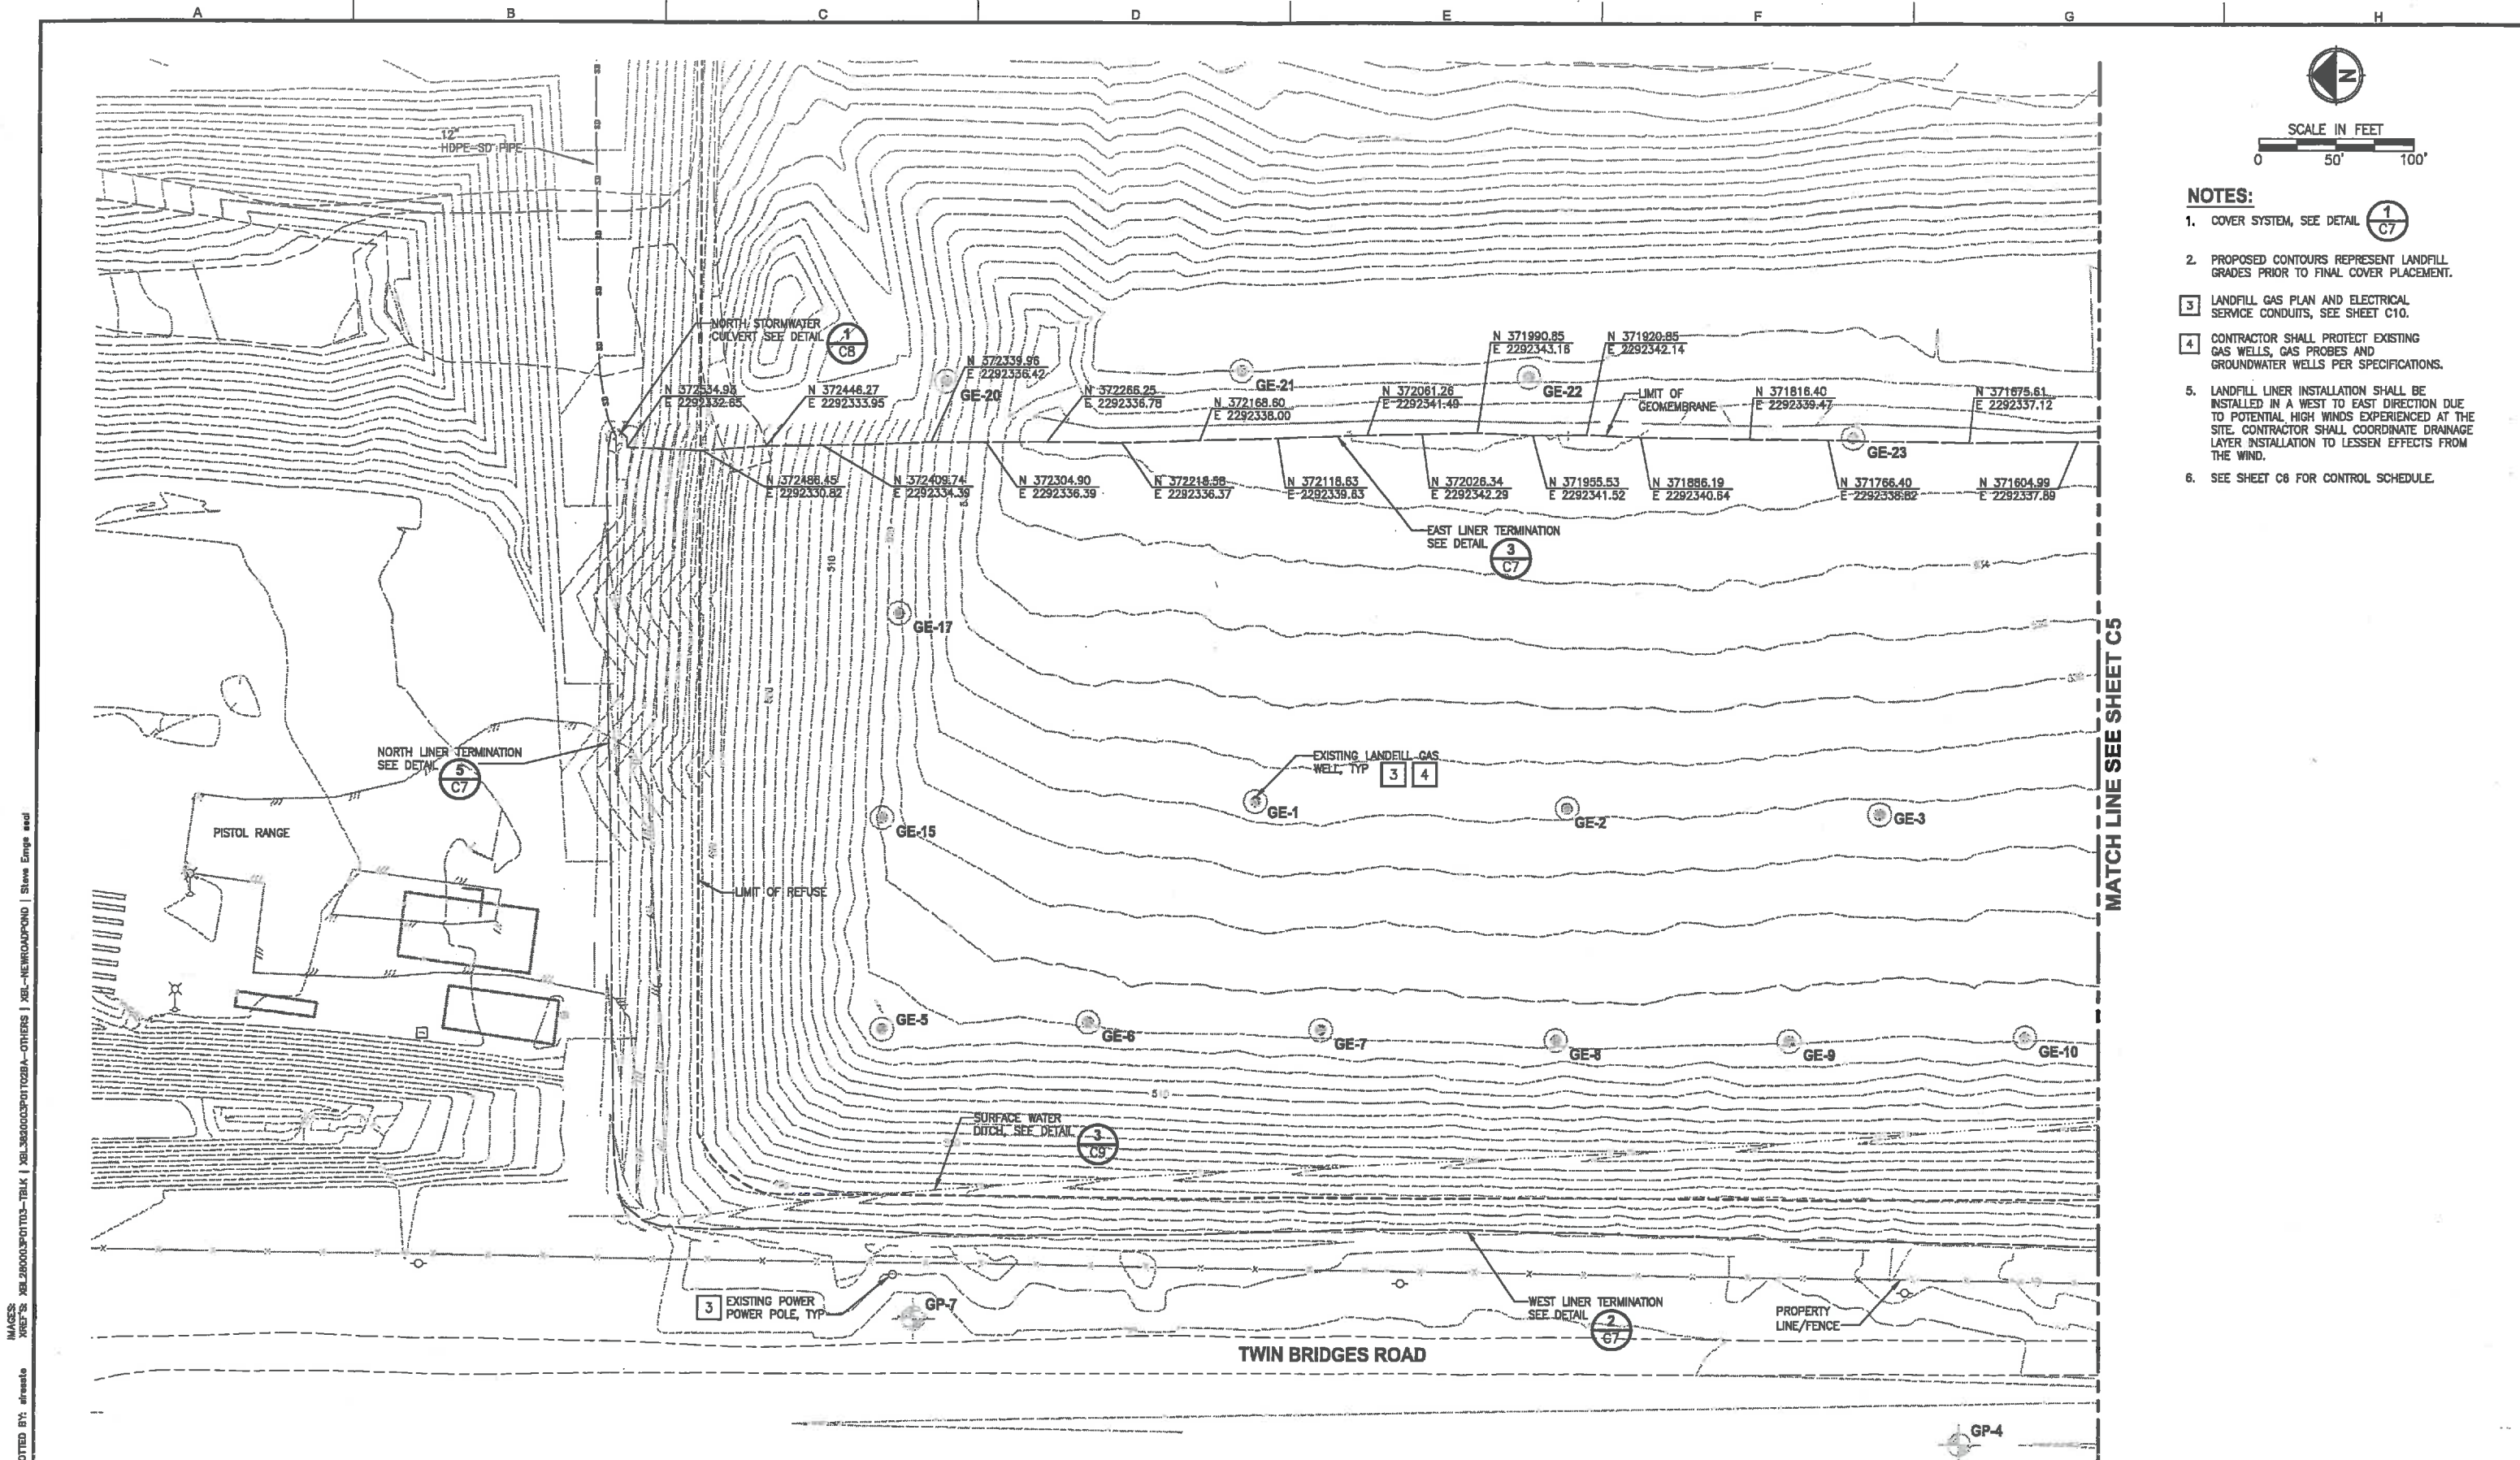 A
B
C
D
E
F
G
H
12"
HDPE SD PIPE
NORTH STORMWATER
CULVERT SEE DETAIL
1
C8
N 372534.93
E 2292332.65
N 372446.27
E 2292333.95
N 372339.96
E 2292336.42
GE-20
N 372266.25
E 2292336.78
N 372168.60
E 2292338.00
GE-21
N 372061.26
E 2292341.49
N 371990.85
E 2292343.16
GE-22
N 371920.85
E 2292342.14
LIMIT OF
GEOMEMBRANE
N 371816.40
E 2292339.47
GE-23
N 371675.61
E 2292337.12
N 372486.45
E 2292330.82
N 372409.74
E 2292334.39
N 372304.90
E 2292336.39
N 372218.58
E 2292336.37
N 372118.63
E 2292339.63
N 372026.34
E 2292342.29
N 371955.53
E 2292341.52
N 371886.19
E 2292340.64
N 371766.40
E 2292338.82
N 371604.99
E 2292337.89
EAST LINER TERMINATION
SEE DETAIL
3
C7
510
GE-17
NORTH LINER TERMINATION
SEE DETAIL
5
C7
EXISTING LANDFILL GAS
WELL, TYP
3
4
PISTOL RANGE
GE-15
GE-1
GE-2
GE-3
LIMIT OF REFUSE
GE-5
GE-6
GE-7
GE-8
GE-9
GE-10
SURFACE WATER
DITCH, SEE DETAIL
3
C9
3
EXISTING POWER
POWER POLE, TYP
GP-7
WEST LINER TERMINATION
SEE DETAIL
2
C7
PROPERTY
LINE/FENCE
TWIN BRIDGES ROAD
GP-4
MATCH LINE SEE SHEET C5
N
SCALE IN FEET
0
50'
100'
NOTES:
1. COVER SYSTEM, SEE DETAIL
1
C7
2. PROPOSED CONTOURS REPRESENT LANDFILL
GRADES PRIOR TO FINAL COVER PLACEMENT.
3 LANDFILL GAS PLAN AND ELECTRICAL
SERVICE CONDUITS, SEE SHEET C10.
4 CONTRACTOR SHALL PROTECT EXISTING
GAS WELLS, GAS PROBES AND
GROUNDWATER WELLS PER SPECIFICATIONS.
5. LANDFILL LINER INSTALLATION SHALL BE
INSTALLED IN A WEST TO EAST DIRECTION DUE
TO POTENTIAL HIGH WINDS EXPERIENCED AT THE
SITE. CONTRACTOR SHALL COORDINATE DRAINAGE
LAYER INSTALLATION TO LESSEN EFFECTS FROM
THE WIND.
6. SEE SHEET C6 FOR CONTROL SCHEDULE.
IMAGES: